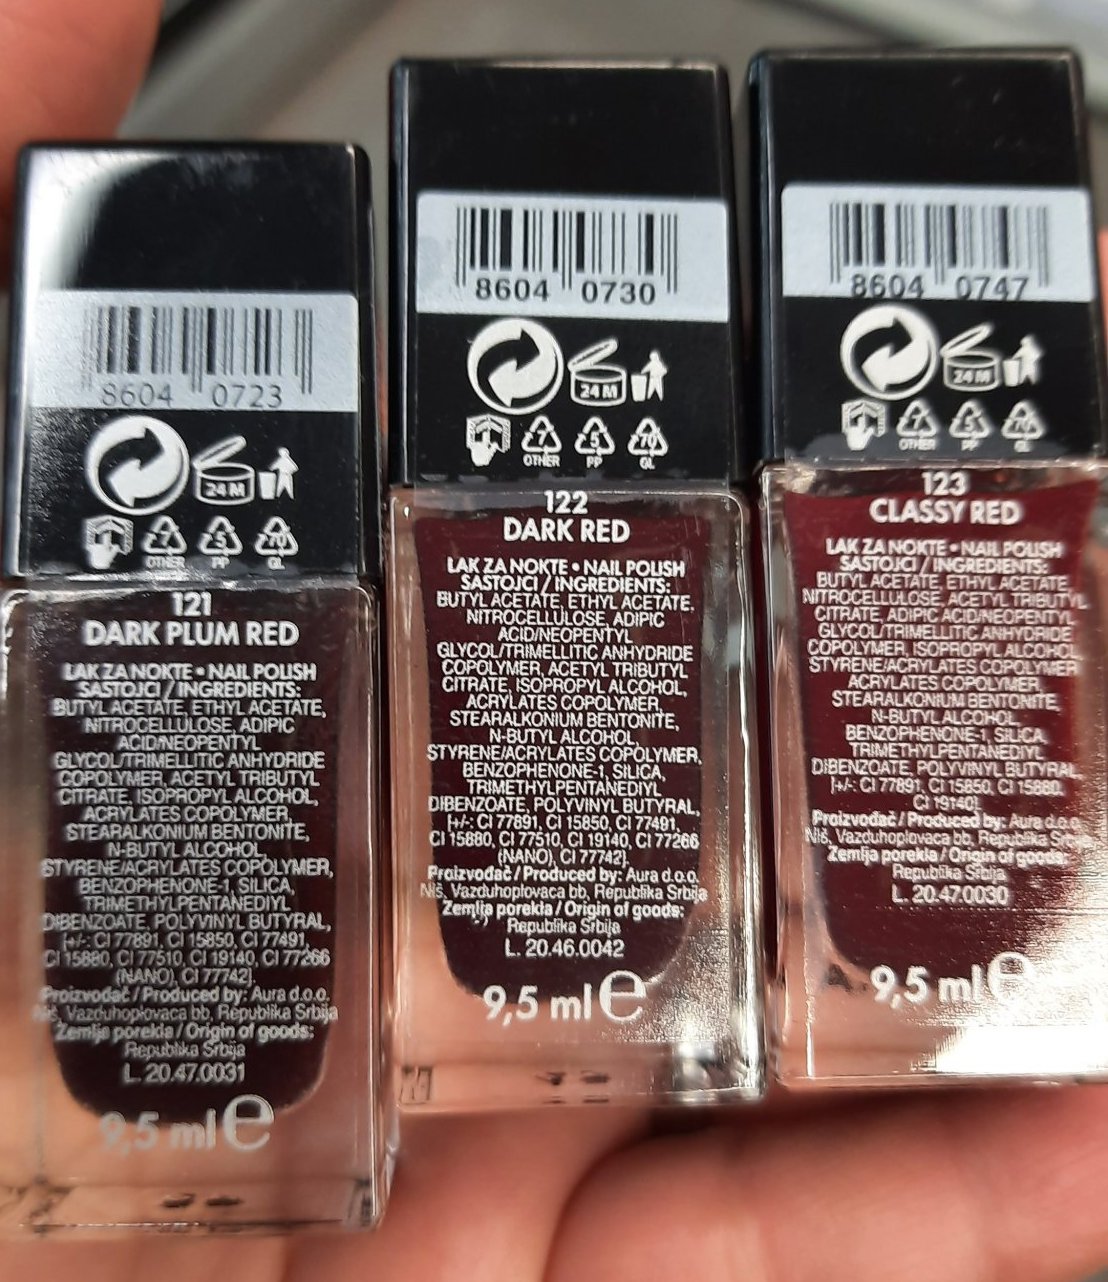 8604 0723
24 M
7
OTHER
5
PP
70
GL
121
DARK PLUM RED
LAK ZA NOKTE • NAIL POLISH
SASTOJCI / INGREDIENTS:
BUTYL ACETATE, ETHYL ACETATE,
NITROCELLULOSE, ADIPIC
ACID/NEOPENTYL
GLYCOL/TRIMELLITIC ANHYDRIDE
COPOLYMER, ACETYL TRIBUTYL
CITRATE, ISOPROPYL ALCOHOL,
ACRYLATES COPOLYMER,
STEARALKONIUM BENTONITE,
N-BUTYL ALCOHOL,
STYRENE/ACRYLATES COPOLYMER,
BENZOPHENONE-1, SILICA,
TRIMETHYLPENTANEDIYL
DIBENZOATE, POLYVINYL BUTYRAL,
[+/-: CI 77891, CI 15850, CI 77491,
CI 15880, CI 77510, CI 19140, CI 77266
(NANO), CI 77742].
Proizvođač / Produced by: Aura d.o.o.
Niš, Vazduhoplovaca bb, Republika Srbija
Zemlja porekla / Origin of goods:
Republika Srbija
L. 20.47.0031
9,5 ml e
8604 0730
24 M
7
OTHER
5
PP
70
GL
122
DARK RED
LAK ZA NOKTE • NAIL POLISH
SASTOJCI / INGREDIENTS:
BUTYL ACETATE, ETHYL ACETATE,
NITROCELLULOSE, ADIPIC
ACID/NEOPENTYL
GLYCOL/TRIMELLITIC ANHYDRIDE
COPOLYMER, ACETYL TRIBUTYL
CITRATE, ISOPROPYL ALCOHOL,
ACRYLATES COPOLYMER,
STEARALKONIUM BENTONITE,
N-BUTYL ALCOHOL,
STYRENE/ACRYLATES COPOLYMER,
BENZOPHENONE-1, SILICA,
TRIMETHYLPENTANEDIYL
DIBENZOATE, POLYVINYL BUTYRAL,
[+/-: CI 77891, CI 15850, CI 77491,
CI 15880, CI 77510, CI 19140, CI 77266
(NANO), CI 77742].
Proizvođač / Produced by: Aura d.o.o.
Niš, Vazduhoplovaca bb, Republika Srbija
Zemlja porekla / Origin of goods:
Republika Srbija
L. 20.46.0042
9,5 ml e
8604 0747
24 M
7
OTHER
5
PP
70
GL
123
CLASSY RED
LAK ZA NOKTE • NAIL POLISH
SASTOJCI / INGREDIENTS:
BUTYL ACETATE, ETHYL ACETATE,
NITROCELLULOSE, ACETYL TRIBUTYL
CITRATE, ADIPIC ACID/NEOPENTYL
GLYCOL/TRIMELLITIC ANHYDRIDE
COPOLYMER, ISOPROPYL ALCOHOL,
STYRENE/ACRYLATES COPOLYMER,
ACRYLATES COPOLYMER,
STEARALKONIUM BENTONITE,
N-BUTYL ALCOHOL,
BENZOPHENONE-1, SILICA,
TRIMETHYLPENTANEDIYL
DIBENZOATE, POLYVINYL BUTYRAL,
[+/-: CI 77891, CI 15850, CI 15880,
CI 19140].
Proizvođač / Produced by: Aura d.o.o.
Niš, Vazduhoplovaca bb, Republika Srbija
Zemlja porekla / Origin of goods:
Republika Srbija
L. 20.47.0030
9,5 ml e